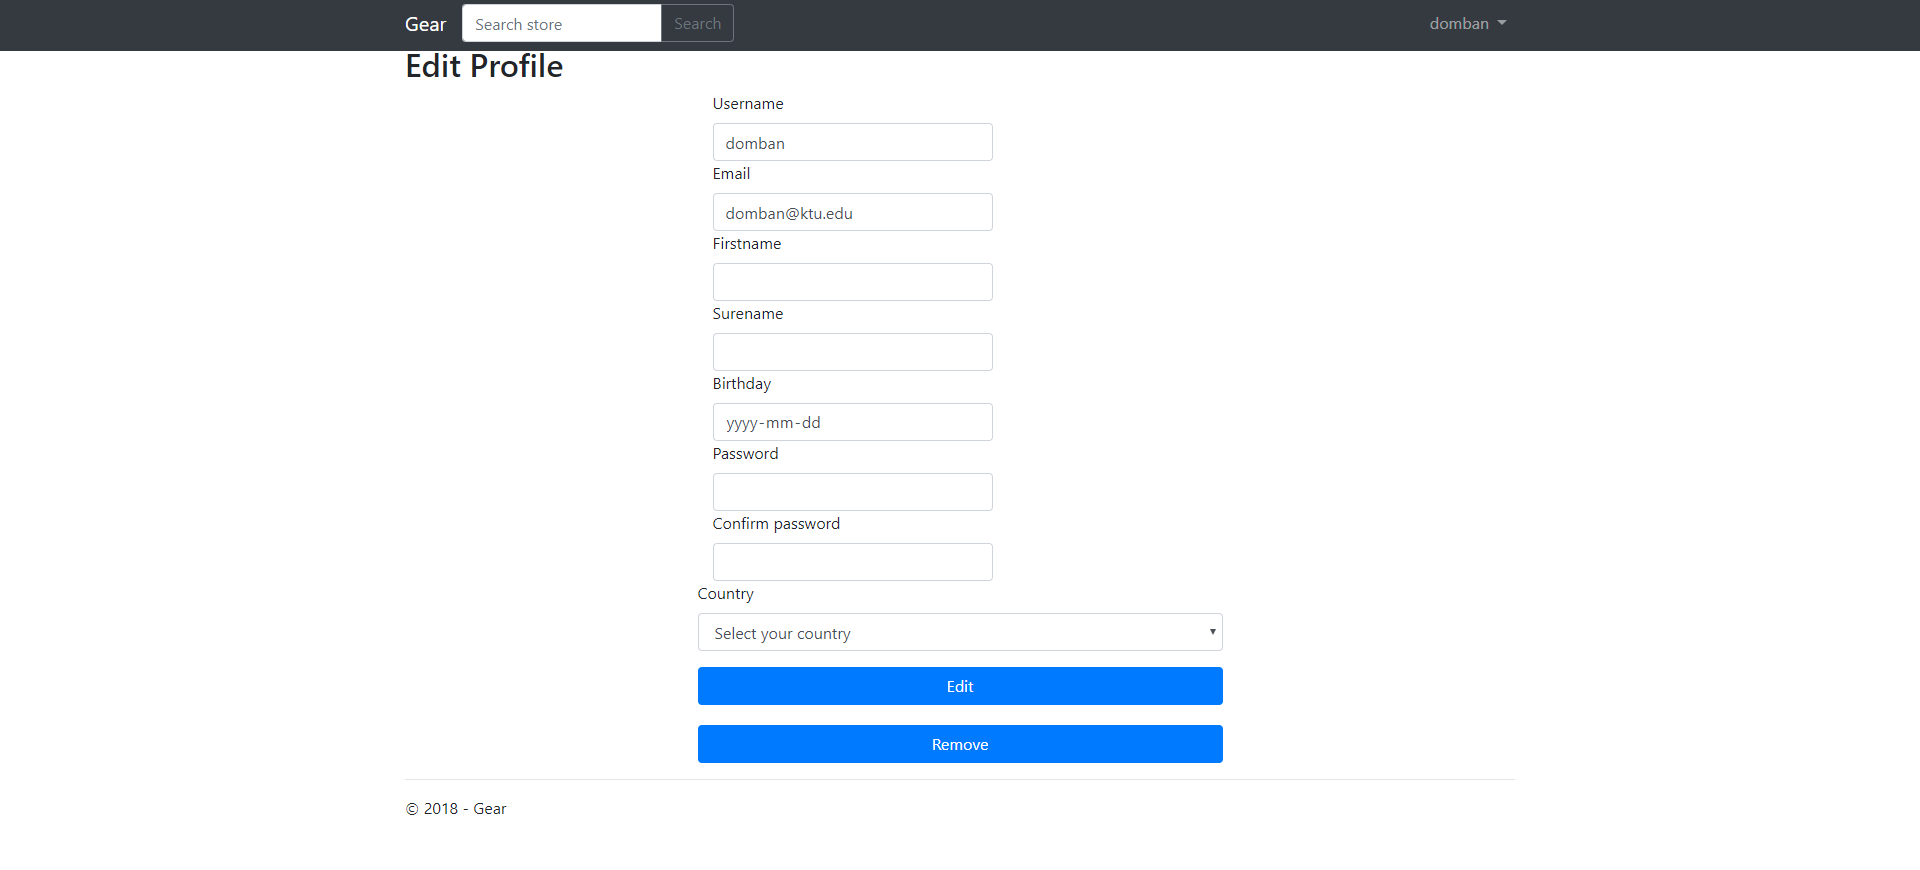 Gear Search store Search domban
Edit Profile
Username
domban
Email
domban@ktu.edu
Firstname
Surename
Birthday
yyyy-mm-dd
Password
Confirm password
Country
Select your country
Edit
Remove
© 2018 - Gear